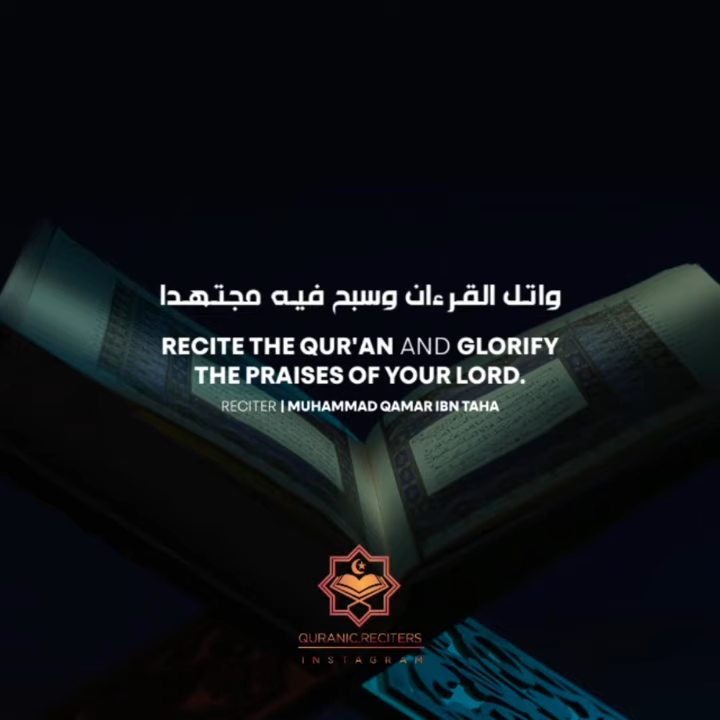 واتل القرءان وسبح فيه مجتهدا
RECITE THE QUR'AN AND GLORIFY
THE PRAISES OF YOUR LORD.
RECITER | MUHAMMAD QAMAR IBN TAHA
QURANIC.RECITERS
INSTAGRAM